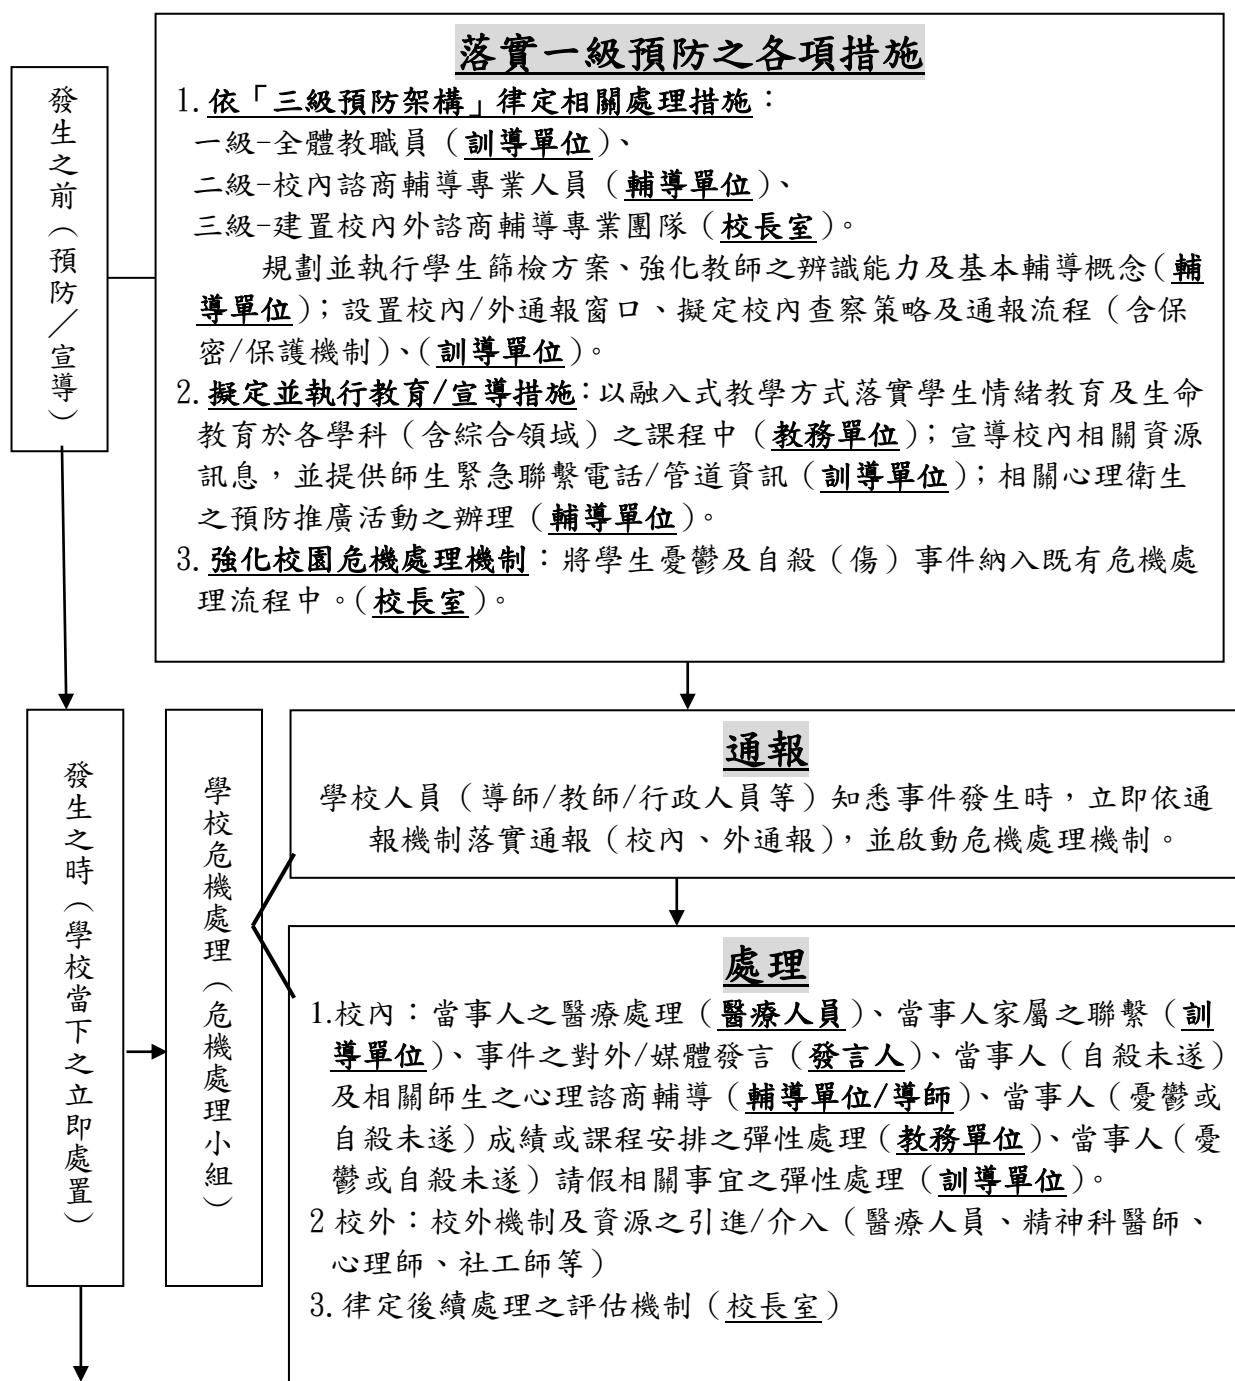 落實一級預防之各項措施
發生之前（預防／宣導）
1.依「三級預防架構」律定相關處理措施：
一級-全體教職員（訓導單位）、
二級-校內諮商輔導專業人員（輔導單位）、
三級-建置校內外諮商輔導專業團隊（校長室）。
規劃並執行學生篩檢方案、強化教師之辨識能力及基本輔導概念（輔
導單位）；設置校內/外通報窗口、擬定校內查察策略及通報流程（含保
密/保護機制）、（訓導單位）。
2.擬定並執行教育/宣導措施：以融入式教學方式落實學生情緒教育及生命
教育於各學科（含綜合領域）之課程中（教務單位）；宣導校內相關資源
訊息，並提供師生緊急聯繫電話/管道資訊（訓導單位）；相關心理衛生
之預防推廣活動之辦理（輔導單位）。
3.強化校園危機處理機制：將學生憂鬱及自殺（傷）事件納入既有危機處
理流程中。（校長室）。
發生之時（學校當下之立即處置）
學校危機處理（危機處理小組）
通報
學校人員（導師/教師/行政人員等）知悉事件發生時，立即依通
報機制落實通報（校內、外通報），並啟動危機處理機制。
處理
1.校內：當事人之醫療處理（醫療人員）、當事人家屬之聯繫（訓
導單位）、事件之對外/媒體發言（發言人）、當事人（自殺未遂）
及相關師生之心理諮商輔導（輔導單位/導師）、當事人（憂鬱或
自殺未遂）成績或課程安排之彈性處理（教務單位）、當事人（憂
鬱或自殺未遂）請假相關事宜之彈性處理（訓導單位）。
2 校外：校外機制及資源之引進/介入（醫療人員、精神科醫師、
心理師、社工師等）
3.律定後續處理之評估機制（校長室）